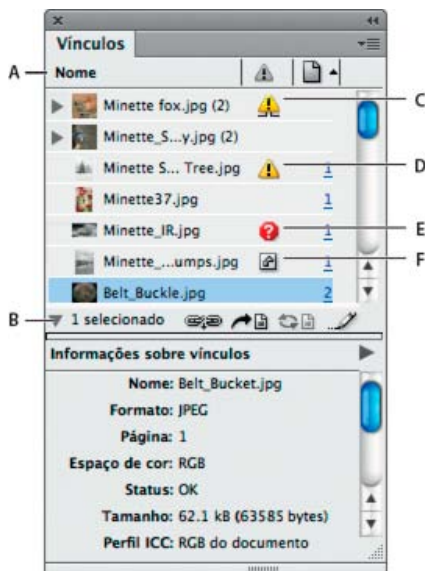 Vínculos
A Nome
Minette fox.jpg (2) C
Minette_S...y.jpg (2)
Minette S... Tree.jpg 1 D
Minette37.jpg 1
Minette_IR.jpg ? 1 E
Minette_...umps.jpg 1 F
Belt_Buckle.jpg 2
B 1 selecionado
Informações sobre vínculos
Nome: Belt_Bucket.jpg
Formato: JPEG
Página: 1
Espaço de cor: RGB
Status: OK
Tamanho: 62.1 kB (63585 bytes)
Perfil ICC: RGB do documento